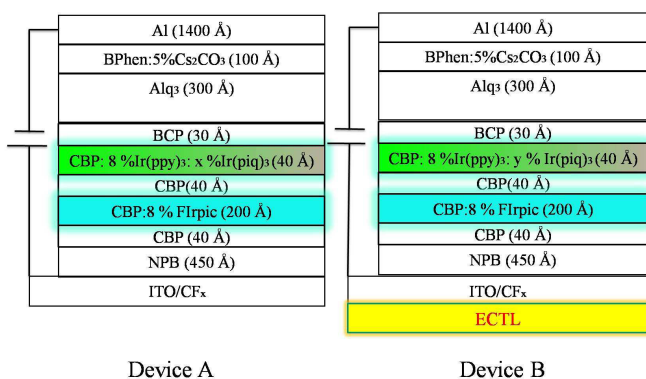 Al (1400 Å)
BPhen:5%Cs₂CO₃ (100 Å)
Alq₃ (300 Å)
BCP (30 Å)
CBP: 8 %Ir(ppy)₃: x %Ir(piq)₃ (40 Å)
CBP(40 Å)
CBP:8 % FIrpic (200 Å)
CBP (40 Å)
NPB (450 Å)
ITO/CFₓ
Device A
Al (1400 Å)
BPhen:5%Cs₂CO₃ (100 Å)
Alq₃ (300 Å)
BCP (30 Å)
CBP: 8 %Ir(ppy)₃: y % Ir(piq)₃ (40 Å)
CBP(40 Å)
CBP:8 % FIrpic (200 Å)
CBP (40 Å)
NPB (450 Å)
ITO/CFₓ
ECTL
Device B